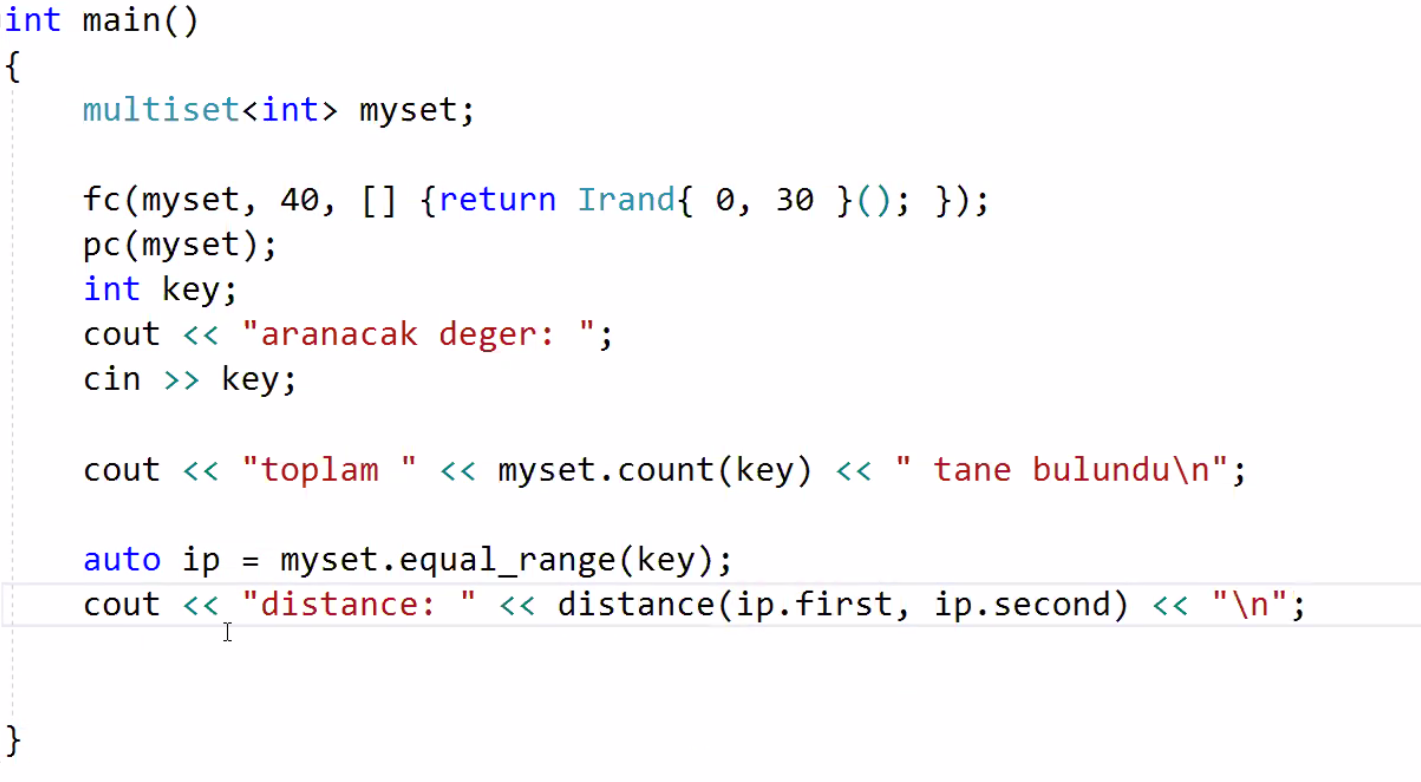 int main()
{
    multiset<int> myset;

    fc(myset, 40, [] {return Irand{ 0, 30 }(); });
    pc(myset);
    int key;
    cout << "aranacak deger: ";
    cin >> key;

    cout << "toplam " << myset.count(key) << " tane bulundu\n";

    auto ip = myset.equal_range(key);
    cout << "distance: " << distance(ip.first, ip.second) << "\n";


}